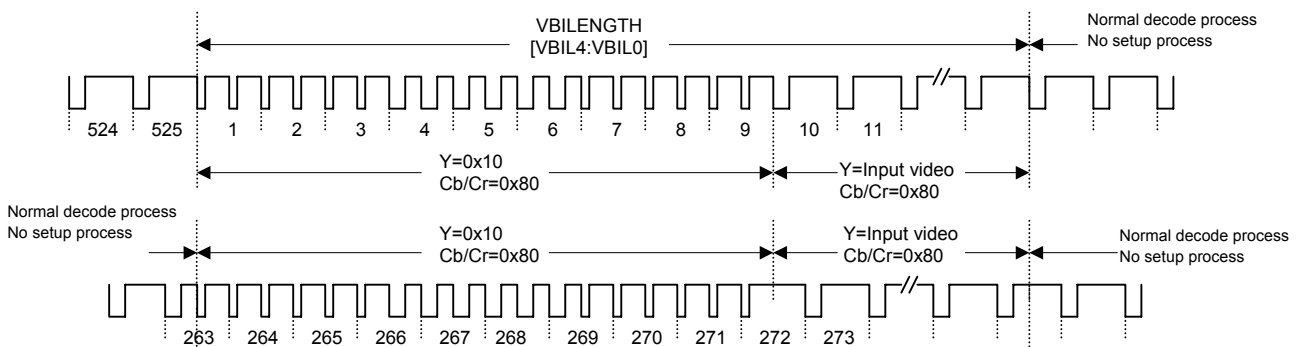 VBILENGTH
[VBIL4:VBIL0]
Normal decode process
No setup process
524 525 1 2 3 4 5 6 7 8 9 10 11
Y=0x10
Cb/Cr=0x80
Y=Input video
Cb/Cr=0x80
Normal decode process
No setup process
Y=0x10
Cb/Cr=0x80
Y=Input video
Cb/Cr=0x80
Normal decode process
No setup process
263 264 265 266 267 268 269 270 271 272 273